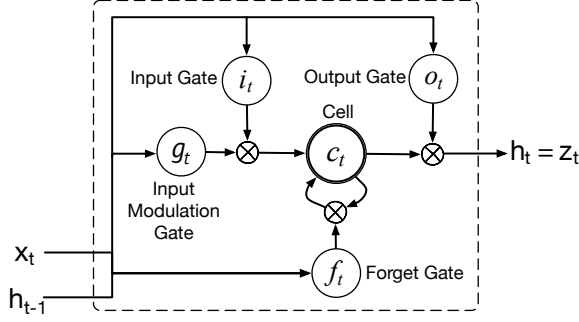 Input Gate
i_t
Output Gate
o_t
Cell
c_t
g_t
Input
Modulation
Gate
h_t = z_t
x_t
h_{t-1}
f_t
Forget Gate